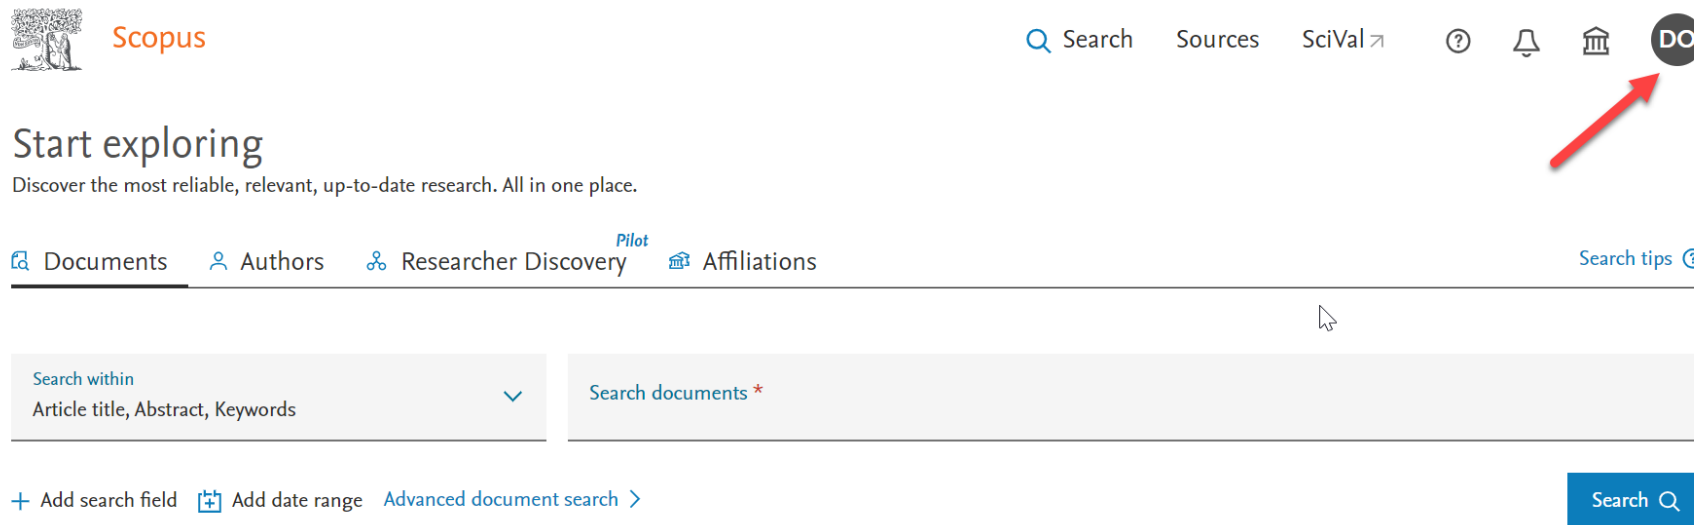 Scopus
Search Sources SciVal DO
Start exploring
Discover the most reliable, relevant, up-to-date research. All in one place.
Documents Authors Researcher Discovery Pilot Affiliations Search tips
Search within
Article title, Abstract, Keywords
Search documents *
Add search field Add date range Advanced document search Search